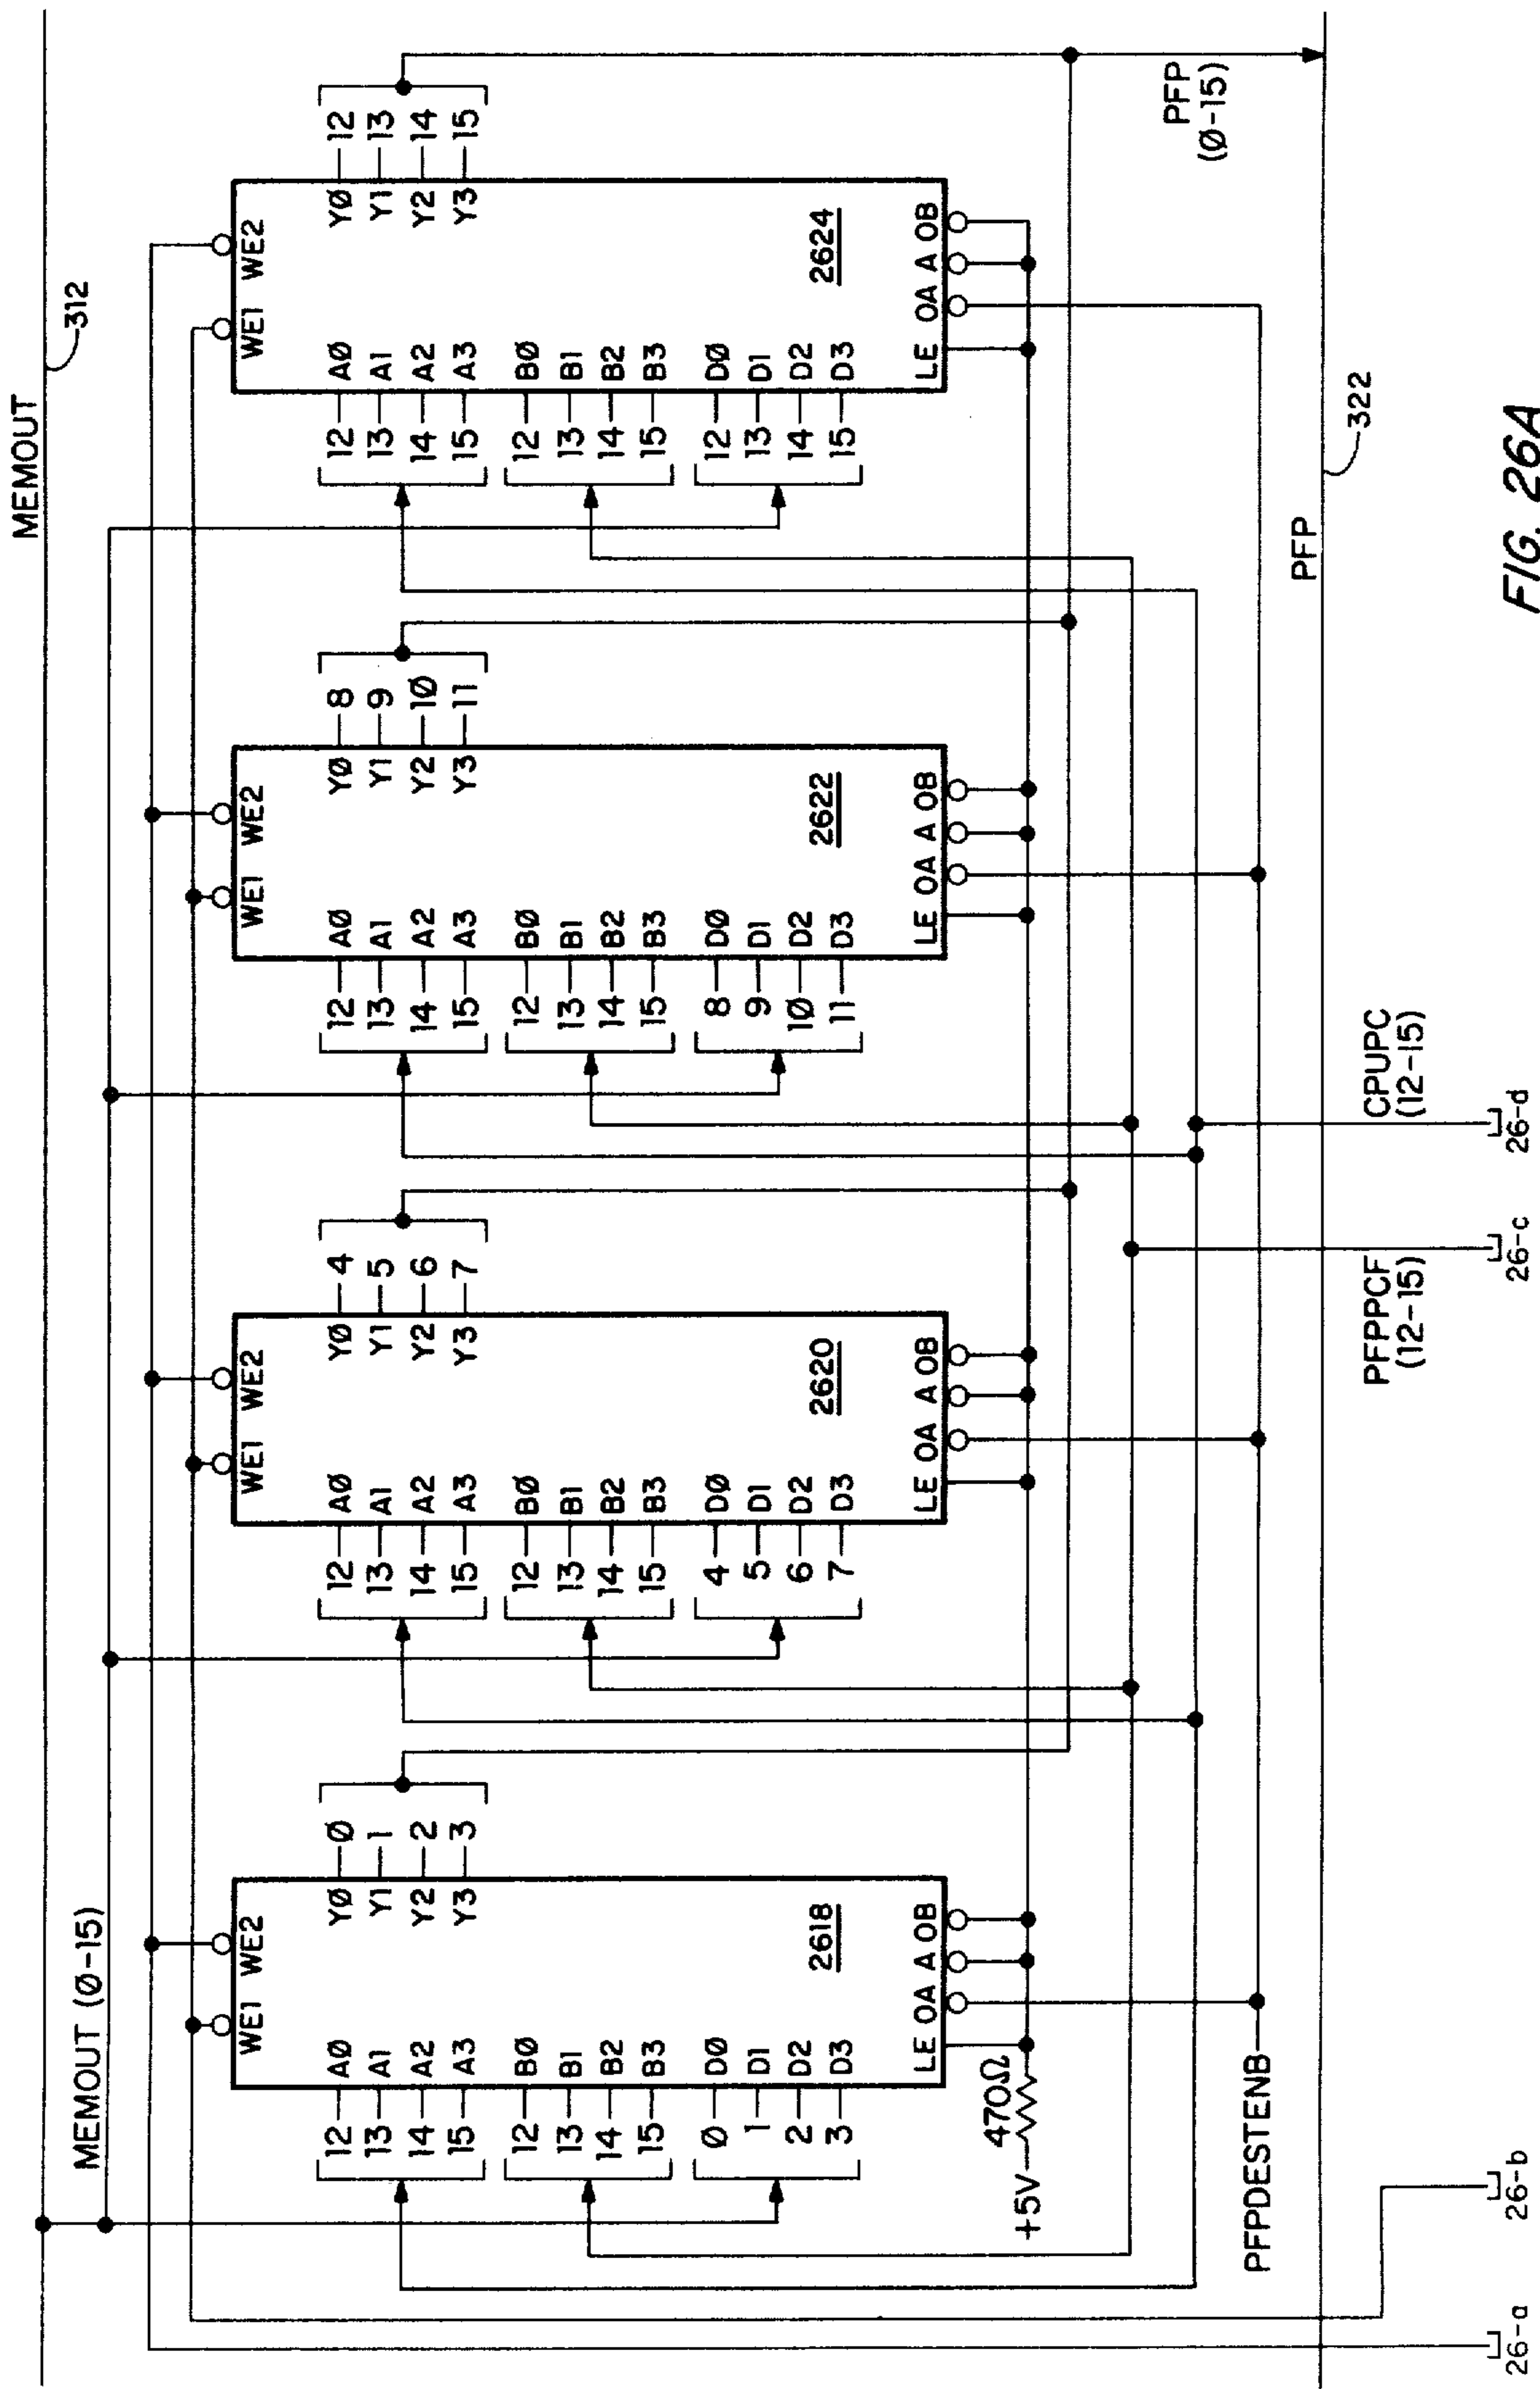 MEMOUT
312
MEMOUT (Ø-15)
WE1 WE2
12 AØ
13 A1
14 A2
15 A3
12 BØ
13 B1
14 B2
15 B3
Ø DØ
1 D1
2 D2
3 D3
YØ Ø
Y1 1
Y2 2
Y3 3
2618
LE OA A OB
WE1 WE2
12 AØ
13 A1
14 A2
15 A3
12 BØ
13 B1
14 B2
15 B3
4 DØ
5 D1
6 D2
7 D3
YØ 4
Y1 5
Y2 6
Y3 7
2620
LE OA A OB
WE1 WE2
12 AØ
13 A1
14 A2
15 A3
12 BØ
13 B1
14 B2
15 B3
8 DØ
9 D1
1Ø D2
11 D3
YØ 8
Y1 9
Y2 1Ø
Y3 11
2622
LE OA A OB
WE1 WE2
12 AØ
13 A1
14 A2
15 A3
12 BØ
13 B1
14 B2
15 B3
12 DØ
13 D1
14 D2
15 D3
YØ 12
Y1 13
Y2 14
Y3 15
2624
LE OA A OB
+5V 470Ω
PFPDESTENB
PFP
(Ø-15)
PFP
322
PFPPCF
(12-15)
CPUPC
(12-15)
26-a
26-b
26-c
26-d
FIG. 26A